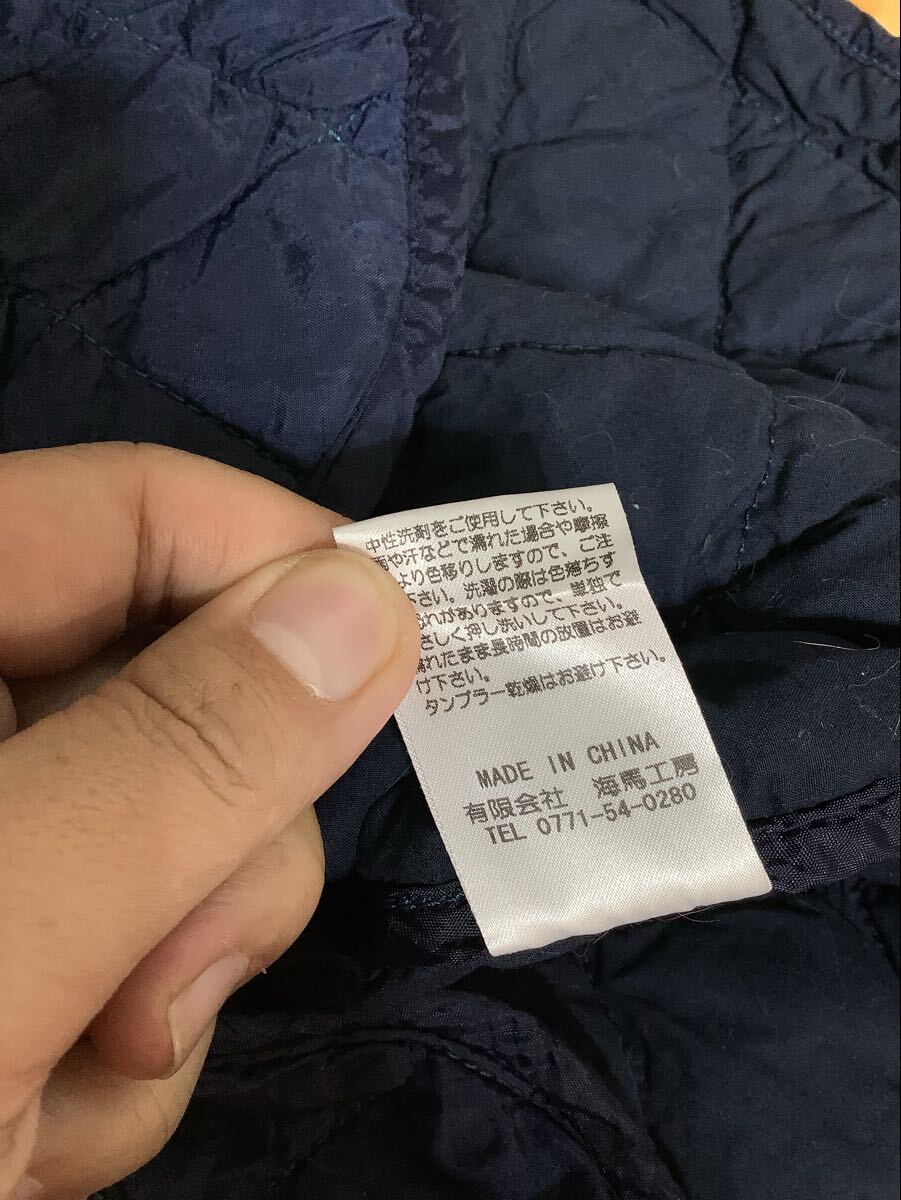 中性洗剤をご使用して下さい。
雨や汗などで濡れた場合や摩擦
より色移りしますので、ご注
下さい。洗濯の際は色落ちす
れがありますので、単独で
さしく押し洗いして下さい。
濡れたまま長時間の放置はお避
け下さい。
タンブラー乾燥はお避け下さい。
MADE IN CHINA
有限会社 海馬工房
TEL 0771-54-0280